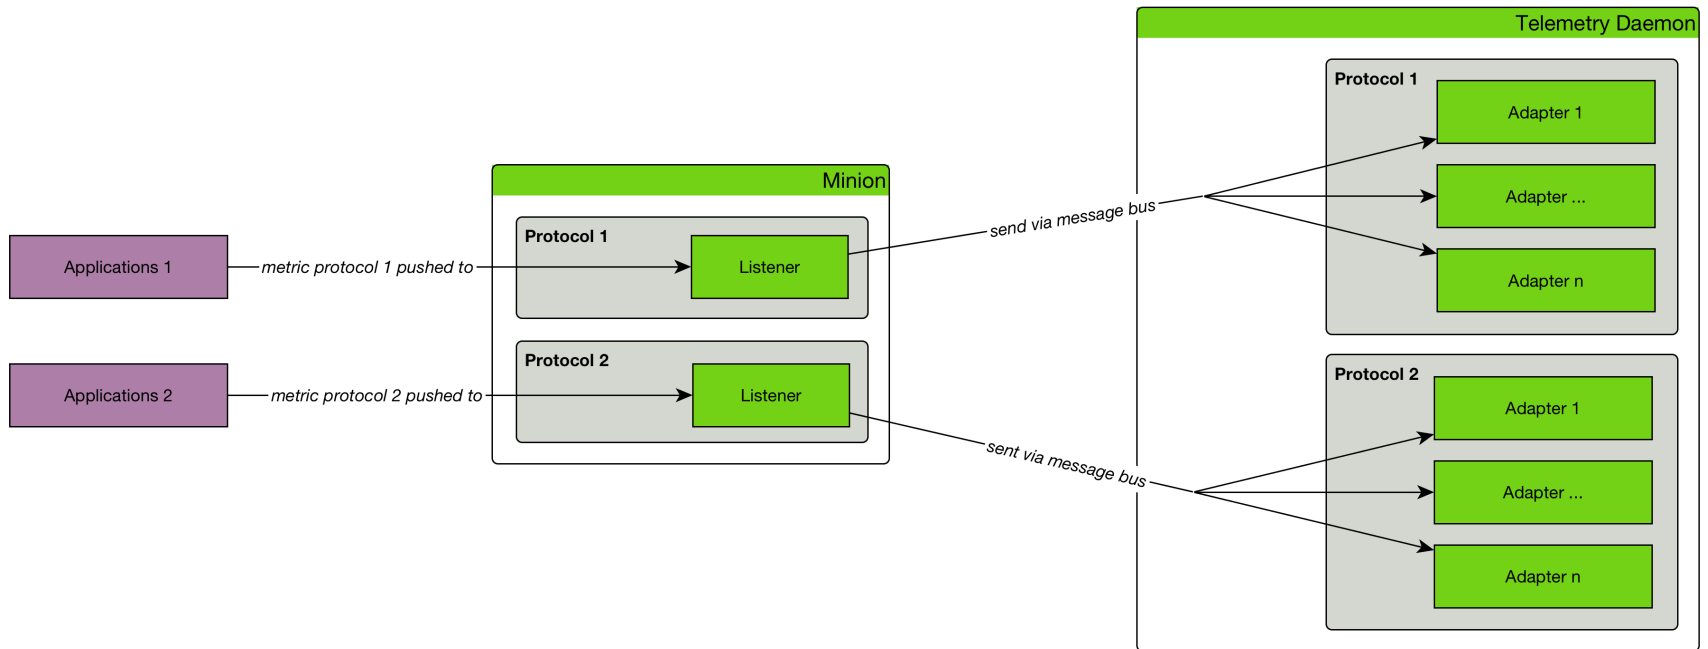 Telemetry Daemon
Protocol 1
Adapter 1
Adapter ...
Adapter n
Minion
Protocol 1
Applications 1
metric protocol 1 pushed to
Listener
send via message bus
Protocol 2
Applications 2
metric protocol 2 pushed to
Listener
sent via message bus
Protocol 2
Adapter 1
Adapter ...
Adapter n